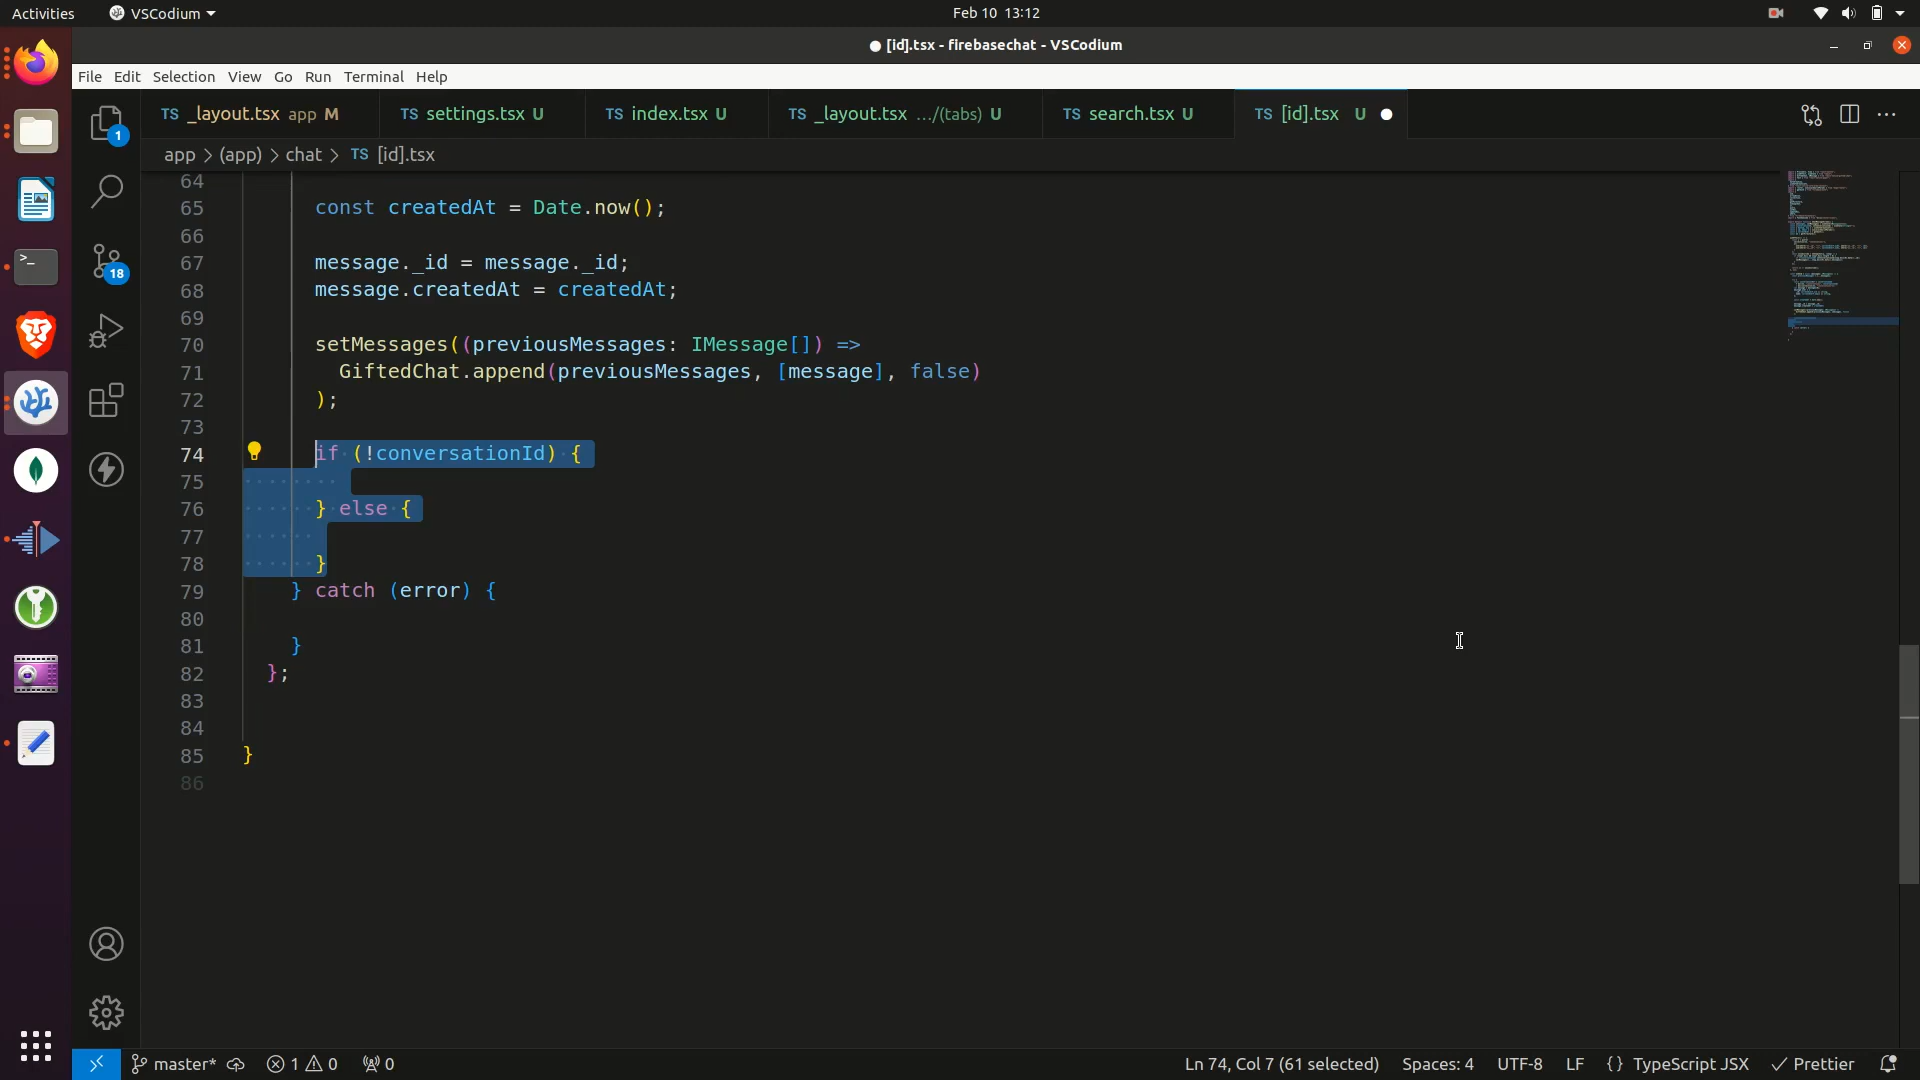 Activities
VSCodium
Feb 10 13:12
[id].tsx - firebasechat - VSCodium
File Edit Selection View Go Run Terminal Help
TS _layout.tsx app M
TS settings.tsx U
TS index.tsx U
TS _layout.tsx .../(tabs) U
TS search.tsx U
TS [id].tsx U
app > (app) > chat > TS [id].tsx
1
18
64
65 const createdAt = Date.now();
66
67 message._id = message._id;
68 message.createdAt = createdAt;
69
70 setMessages((previousMessages: IMessage[]) =>
71 GiftedChat.append(previousMessages, [message], false)
72 );
73
74 if (!conversationId) {
75
76 } else {
77
78 }
79 } catch (error) {
80
81 }
82 };
83
84
85 }
86
master* 1 0 0
Ln 74, Col 7 (61 selected) Spaces: 4 UTF-8 LF {} TypeScript JSX Prettier